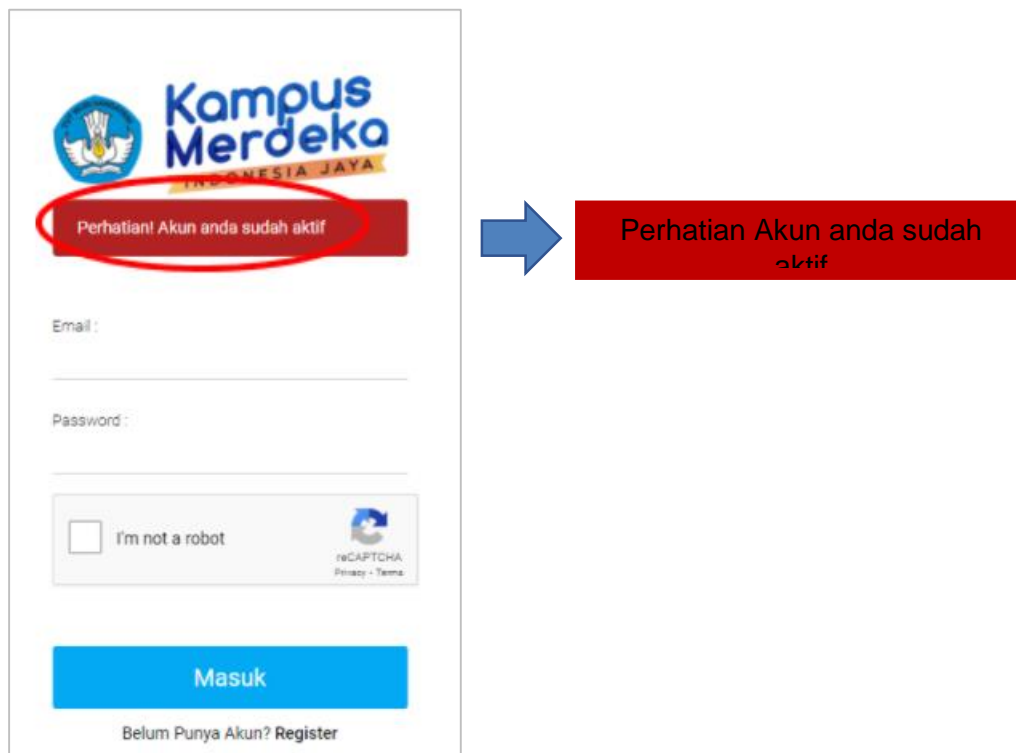 Kampus
Merdeka
INDONESIA JAYA
Perhatian! Akun anda sudah aktif
Perhatian Akun anda sudah
aktif
Email :
Password :
I'm not a robot
reCAPTCHA
Privacy - Terms
Masuk
Belum Punya Akun? Register